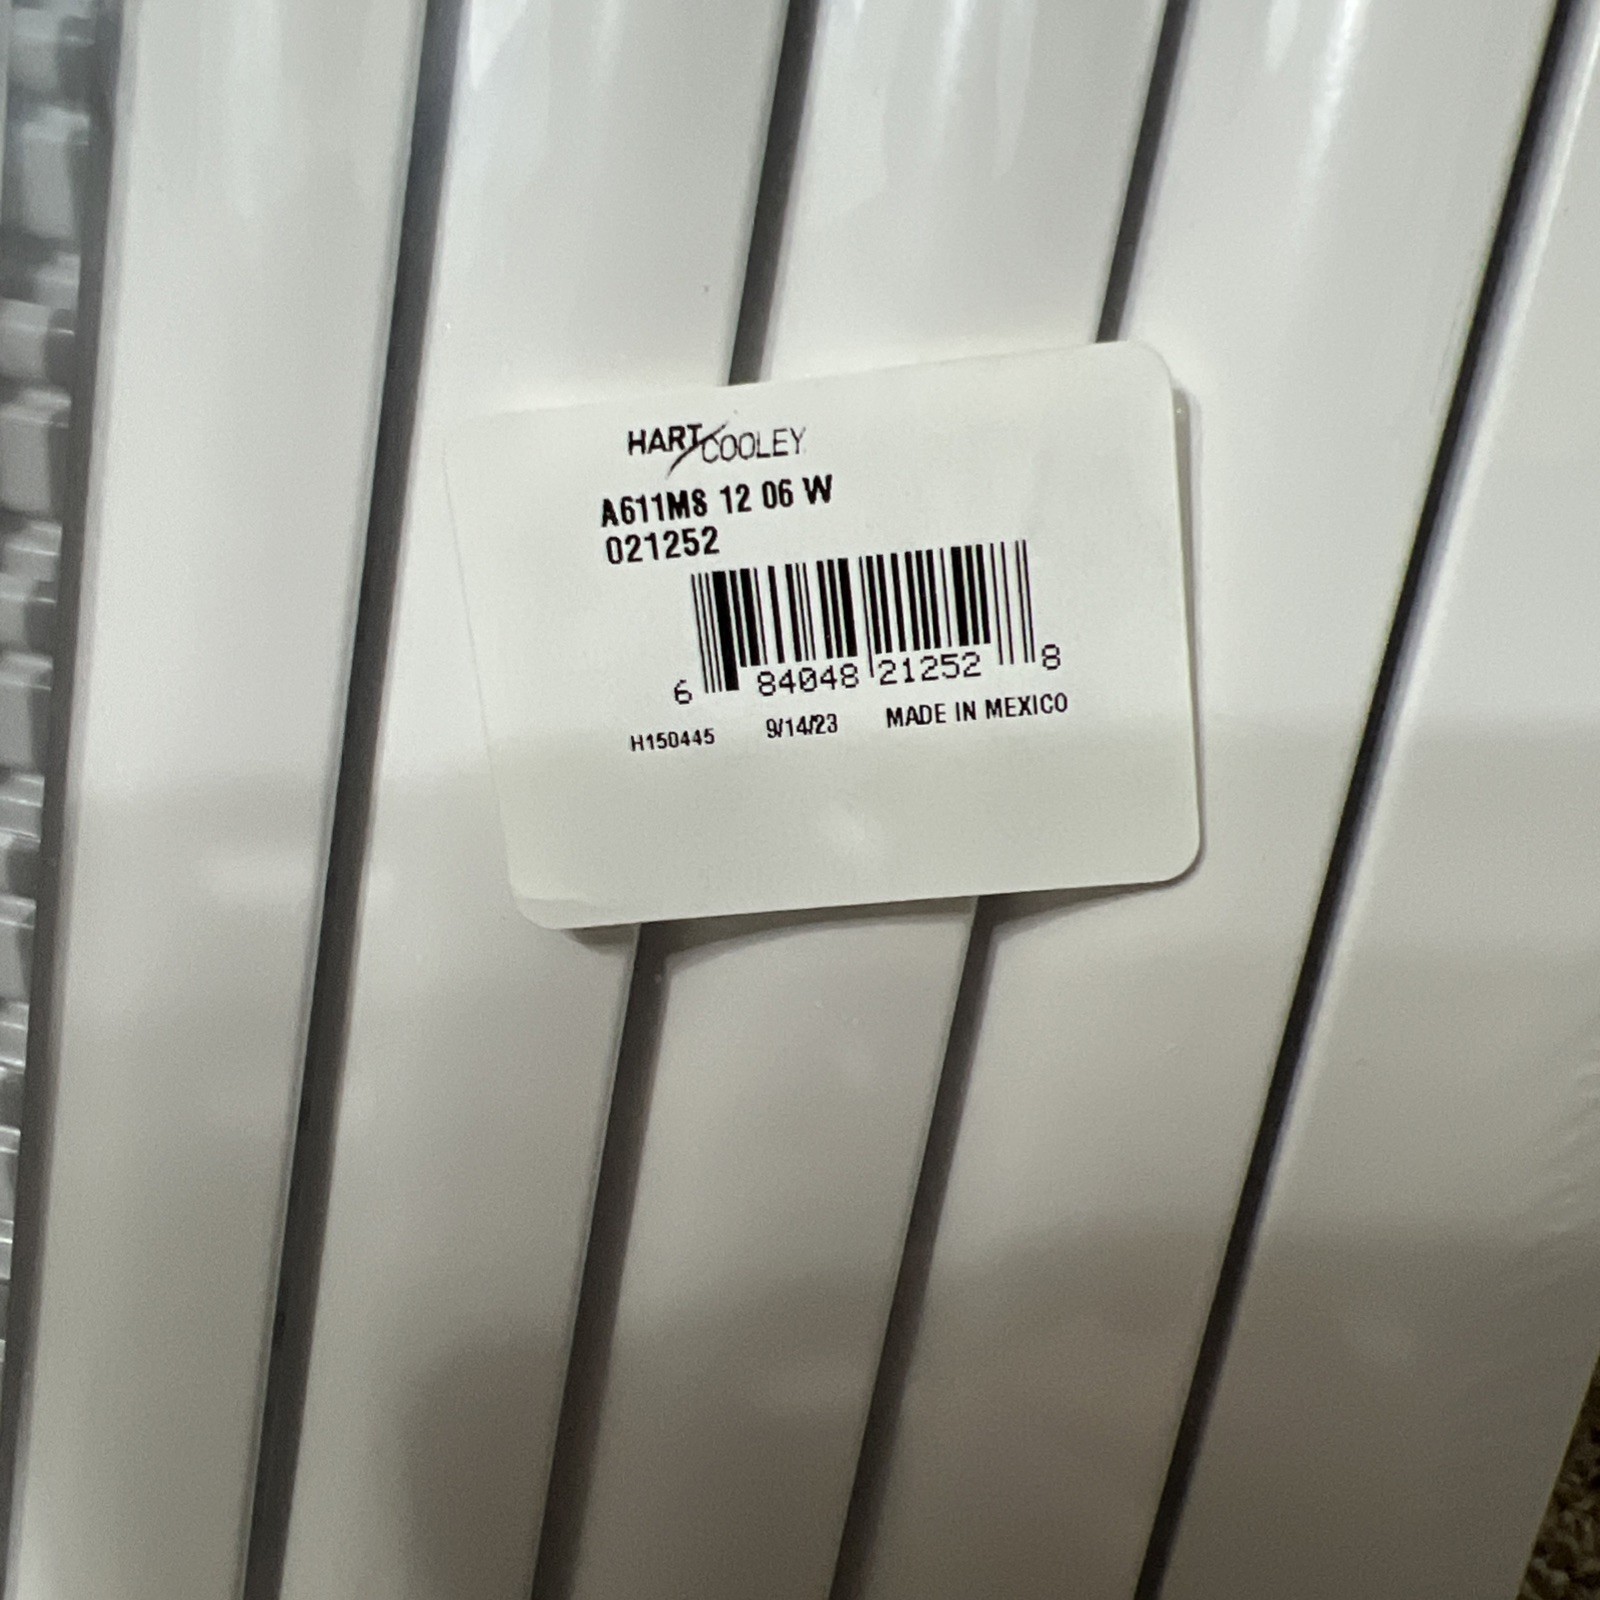 HART COOLEY
A611MS 12 06 W
021252
6 84048 21252 8
H150445 9/14/23 MADE IN MEXICO